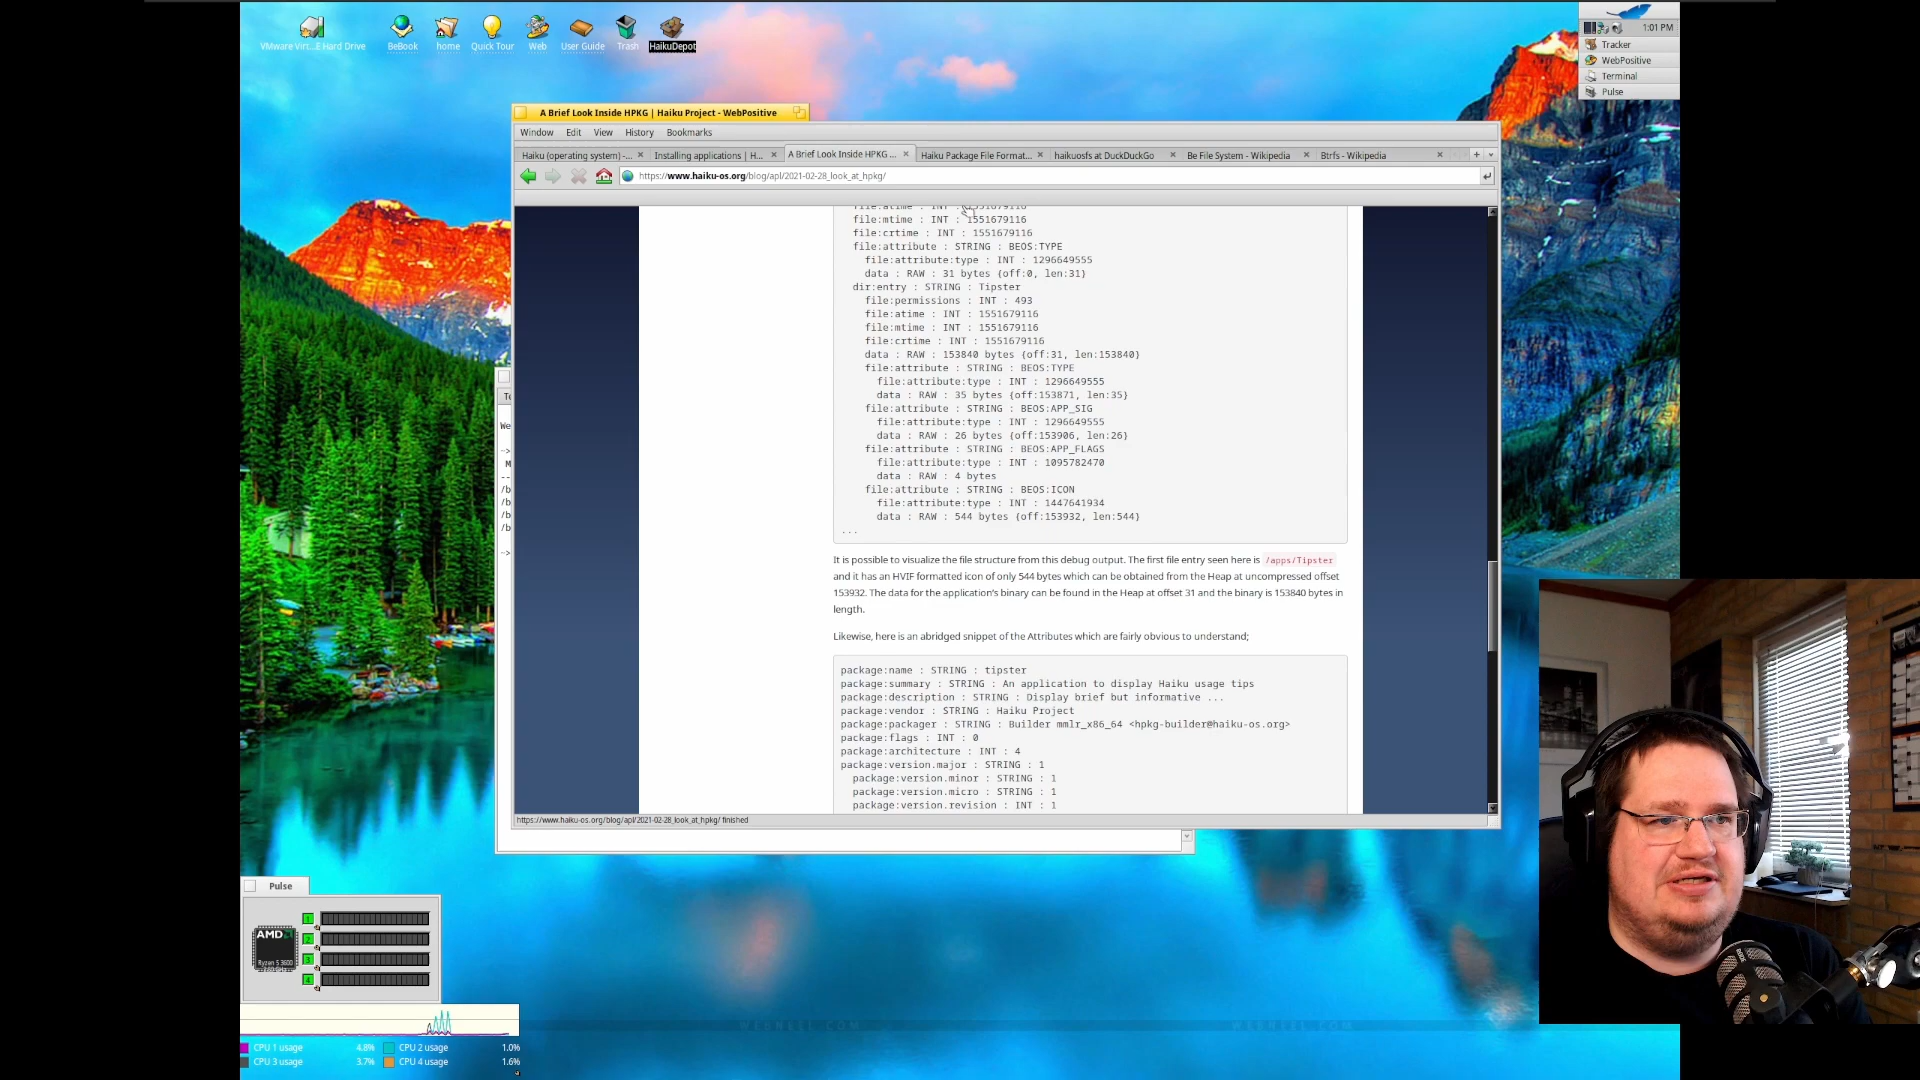 VMware Virt...E Hard Drive
BeBook
home
Quick Tour
Web
User Guide
Trash
HaikuDepot
1:01 PM
Tracker
WebPositive
Terminal
Pulse
A Brief Look Inside HPKG | Haiku Project - WebPositive
Window Edit View History Bookmarks
Haiku (operating system) -...
Installing applications | H...
A Brief Look Inside HPKG ...
Haiku Package File Format...
haikuosfs at DuckDuckGo
Be File System - Wikipedia
Btrfs - Wikipedia
https://www.haiku-os.org/blog/apl/2021-02-28_look_at_hpkg/
file:atime : INT : 1551679116
file:mtime : INT : 1551679116
file:crtime : INT : 1551679116
file:attribute : STRING : BEOS:TYPE
file:attribute:type : INT : 1296649555
data : RAW : 31 bytes {off:0, len:31}
dir:entry : STRING : Tipster
file:permissions : INT : 493
file:atime : INT : 1551679116
file:mtime : INT : 1551679116
file:crtime : INT : 1551679116
data : RAW : 153840 bytes {off:31, len:153840}
file:attribute : STRING : BEOS:TYPE
file:attribute:type : INT : 1296649555
data : RAW : 35 bytes {off:153871, len:35}
file:attribute : STRING : BEOS:APP_SIG
file:attribute:type : INT : 1296649555
data : RAW : 26 bytes {off:153906, len:26}
file:attribute : STRING : BEOS:APP_FLAGS
file:attribute:type : INT : 1095782470
data : RAW : 4 bytes
file:attribute : STRING : BEOS:ICON
file:attribute:type : INT : 1447641934
data : RAW : 544 bytes {off:153932, len:544}
...
It is possible to visualize the file structure from this debug output. The first file entry seen here is /apps/Tipster
and it has an HVIF formatted icon of only 544 bytes which can be obtained from the Heap at uncompressed offset
153932. The data for the application's binary can be found in the Heap at offset 31 and the binary is 153840 bytes in
length.
Likewise, here is an abridged snippet of the Attributes which are fairly obvious to understand;
package:name : STRING : tipster
package:summary : STRING : An application to display Haiku usage tips
package:description : STRING : Display brief but informative ...
package:vendor : STRING : Haiku Project
package:packager : STRING : Builder mmlr_x86_64 <hpkg-builder@haiku-os.org>
package:flags : INT : 0
package:architecture : INT : 4
package:version.major : STRING : 1
package:version.minor : STRING : 1
package:version.micro : STRING : 1
package:version.revision : INT : 1
https://www.haiku-os.org/blog/apl/2021-02-28_look_at_hpkg/ finished
Pulse
AMD
Ryzen 5 3600
1
2
3
4
CPU 1 usage 4.8%
CPU 2 usage 1.0%
CPU 3 usage 3.7%
CPU 4 usage 1.6%